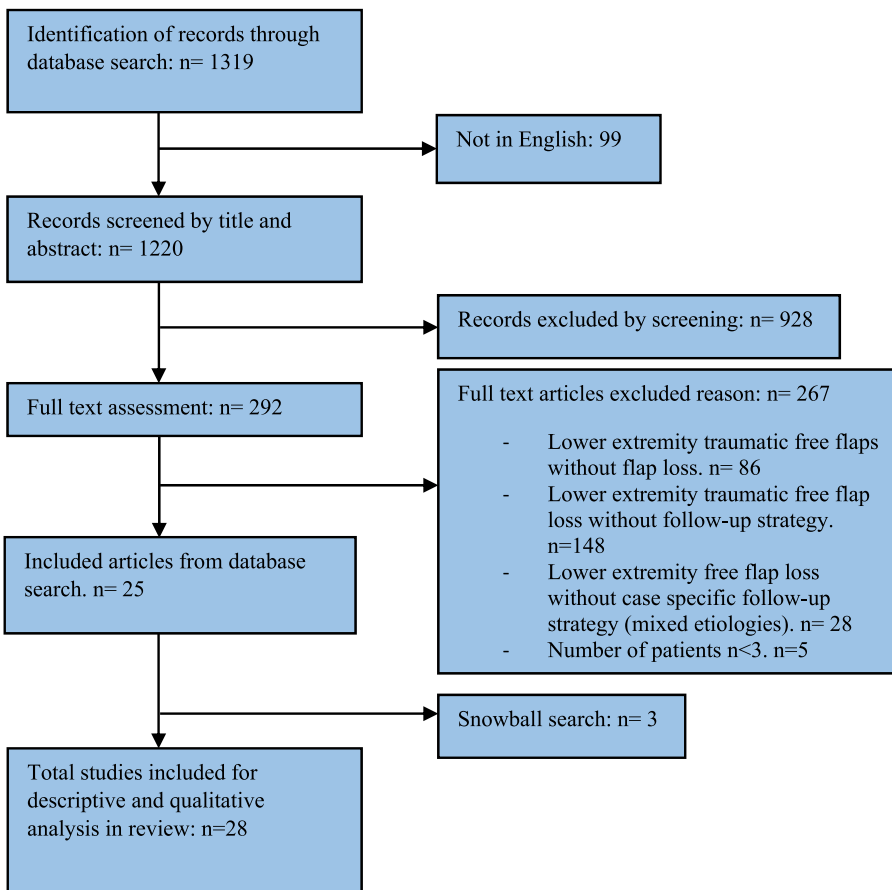 Identification of records through
database search: n= 1319
Not in English: 99
Records screened by title and
abstract: n= 1220
Records excluded by screening: n= 928
Full text assessment: n= 292
Full text articles excluded reason: n= 267
- Lower extremity traumatic free flaps
without flap loss. n= 86
- Lower extremity traumatic free flap
loss without follow-up strategy.
n=148
- Lower extremity free flap loss
without case specific follow-up
strategy (mixed etiologies). n= 28
- Number of patients n<3. n=5
Included articles from database
search. n= 25
Snowball search: n= 3
Total studies included for
descriptive and qualitative
analysis in review: n=28